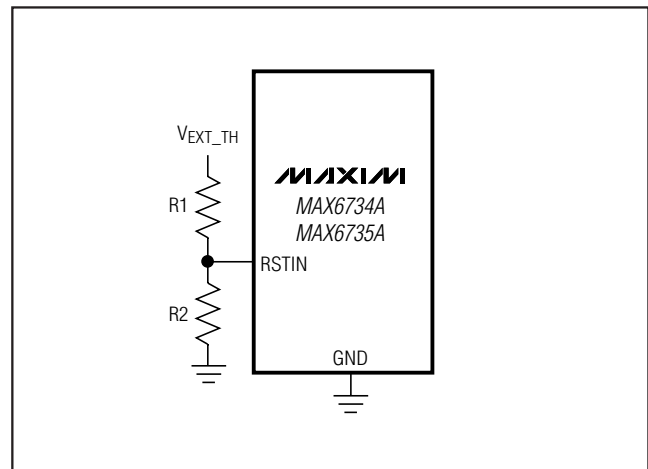 VEXT_TH
MAXIM
R1
MAX6734A
MAX6735A
RSTIN
R2
GND